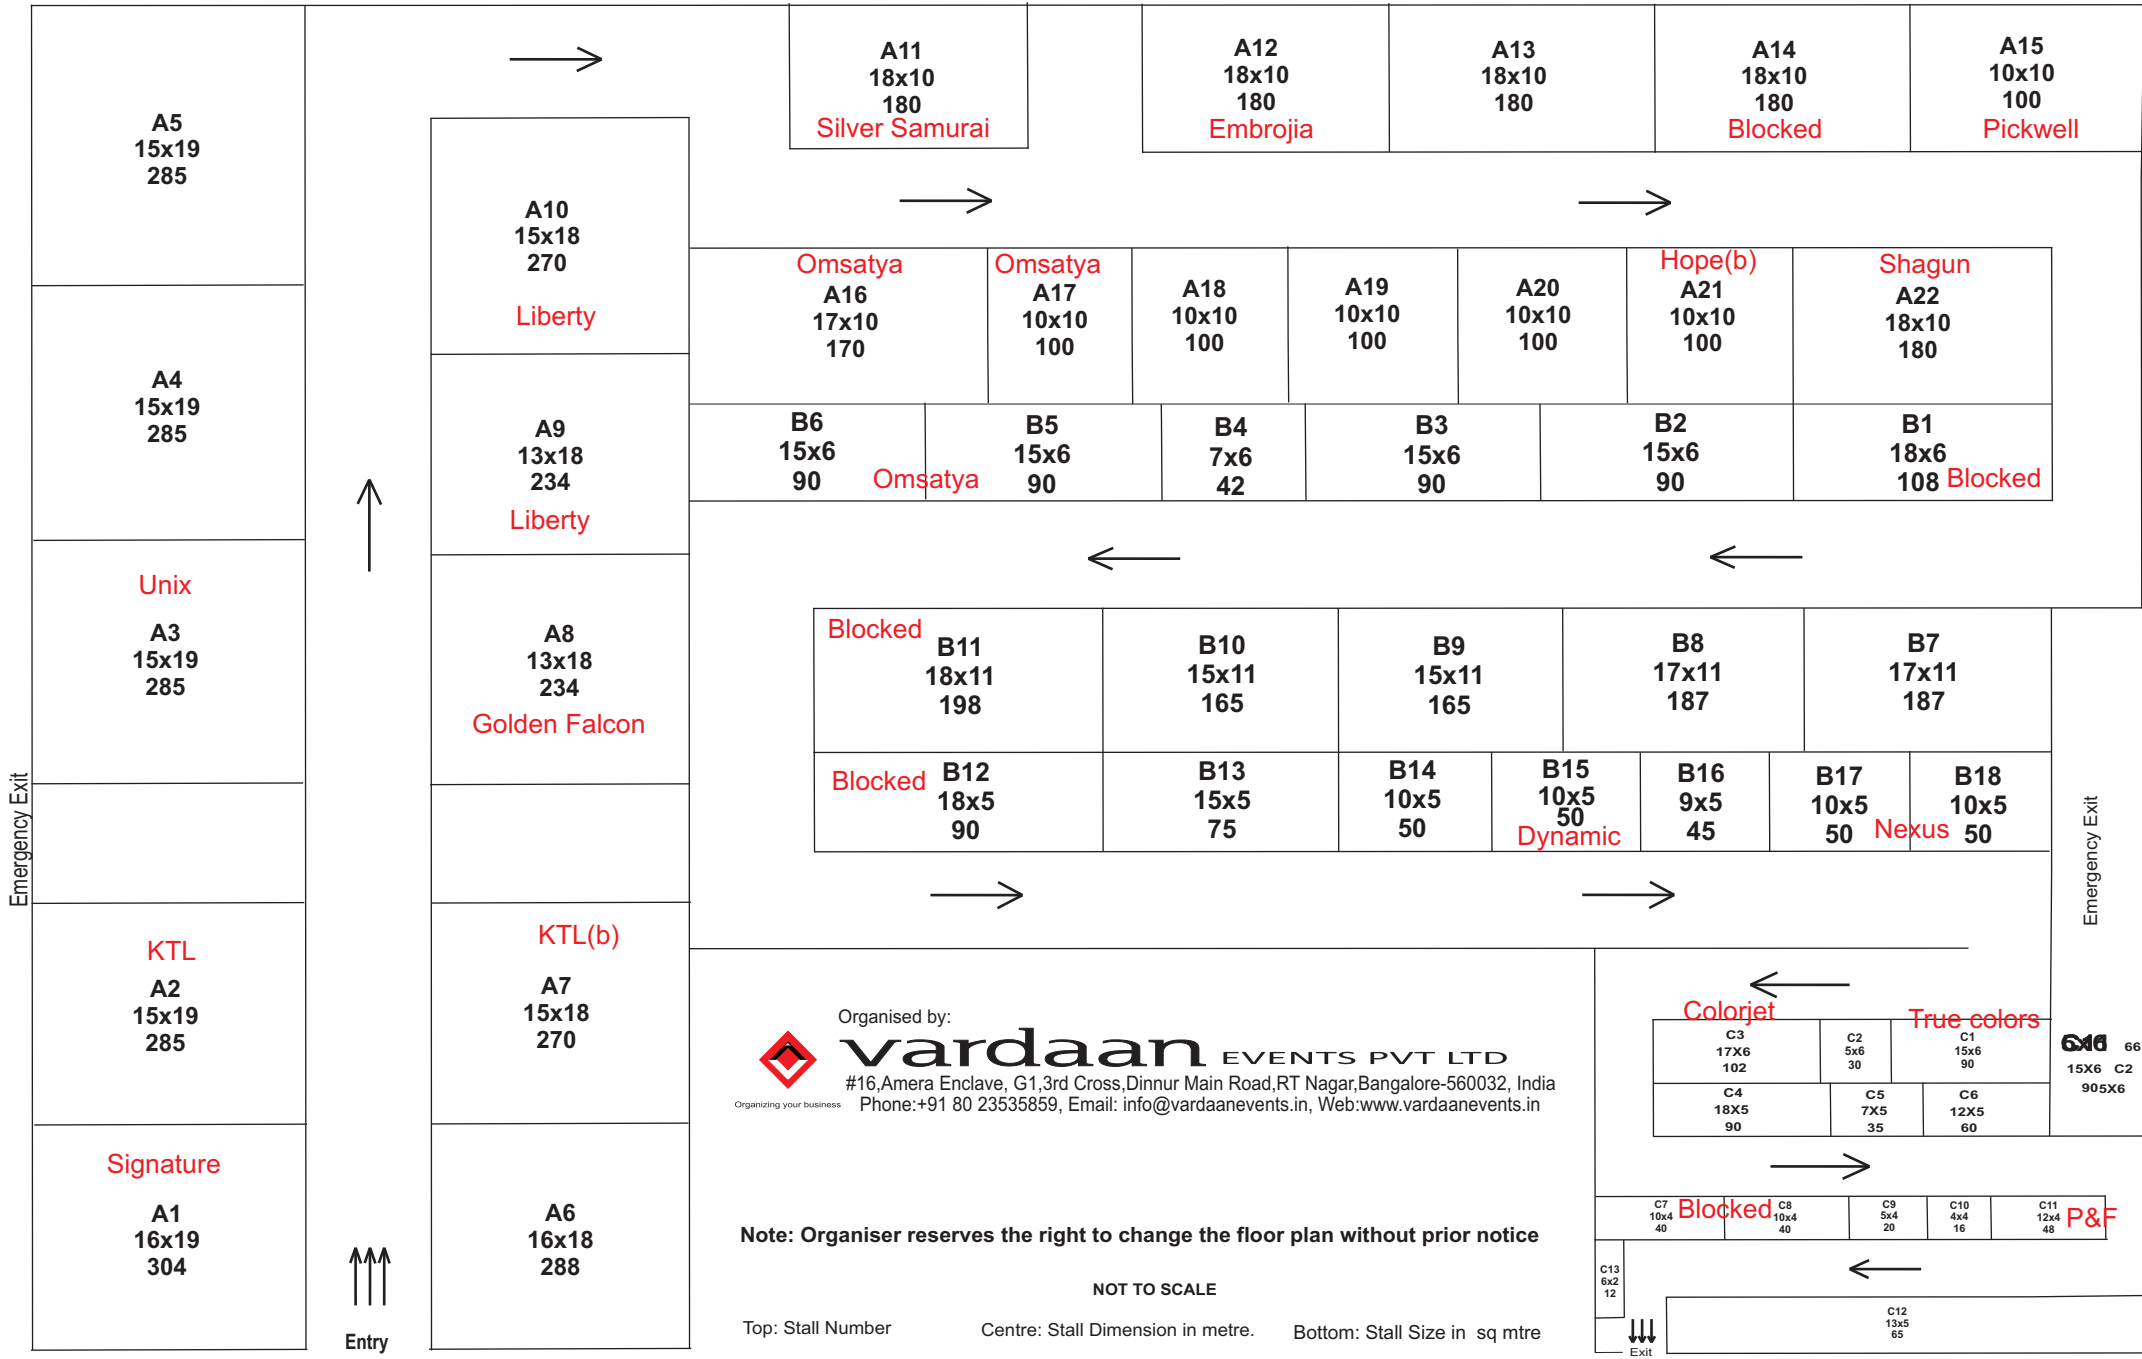 A5
15x19
285
A4
15x19
285
Unix
A3
15x19
285
Emergency Exit
KTL
A2
15x19
285
Signature
A1
16x19
304
Entry
A10
15x18
270
Liberty
A9
13x18
234
Liberty
A8
13x18
234
Golden Falcon
KTL(b)
A7
15x18
270
A6
16x18
288
A11
18x10
180
Silver Samurai
A12
18x10
180
Embrojia
A13
18x10
180
A14
18x10
180
Blocked
A15
10x10
100
Pickwell
Omsatya
A16
17x10
170
Omsatya
A17
10x10
100
A18
10x10
100
A19
10x10
100
A20
10x10
100
Hope(b)
A21
10x10
100
Shagun
A22
18x10
180
B6
15x6
90
Omsatya
B5
15x6
90
B4
7x6
42
B3
15x6
90
B2
15x6
90
B1
18x6
108
Blocked
Blocked
B11
18x11
198
B10
15x11
165
B9
15x11
165
B8
17x11
187
B7
17x11
187
Blocked
B12
18x5
90
B13
15x5
75
B14
10x5
50
B15
10x5
50
Dynamic
B16
9x5
45
B17
10x5
50
Nexus
B18
10x5
50
Emergency Exit
Organised by:
vardaan EVENTS PVT LTD
Organizing your business
#16,Amera Enclave, G1,3rd Cross,Dinnur Main Road,RT Nagar,Bangalore-560032, India
Phone:+91 80 23535859, Email: info@vardaanevents.in, Web:www.vardaanevents.in
Note: Organiser reserves the right to change the floor plan without prior notice
NOT TO SCALE
Top: Stall Number
Centre: Stall Dimension in metre.
Bottom: Stall Size in sq mtre
Colorjet
C3
17X6
102
C2
5x6
30
True colors
C1
15x6
90
66
15X6 C2
905X6
C4
18X5
90
C5
7X5
35
C6
12X5
60
C7
10x4
40
Blocked
C8
10x4
40
C9
5x4
20
C10
4x4
16
C11
12x4
48
P&F
C13
6x2
12
C12
13x5
65
Exit